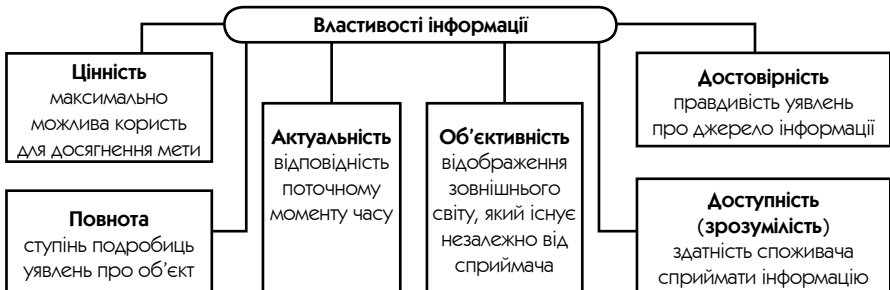 Властивості інформації
Цінність
максимально
можлива користь
для досягнення мети
Повнота
ступінь подробиць
уявлень про об’єкт
Актуальність
відповідність
поточному
моменту часу
Об’єктивність
відображення
зовнішнього
світу, який існує
незалежно від
сприймача
Достовірність
правдивість уявлень
про джерело інформації
Доступність
(зрозумілість)
здатність споживача
сприймати інформацію